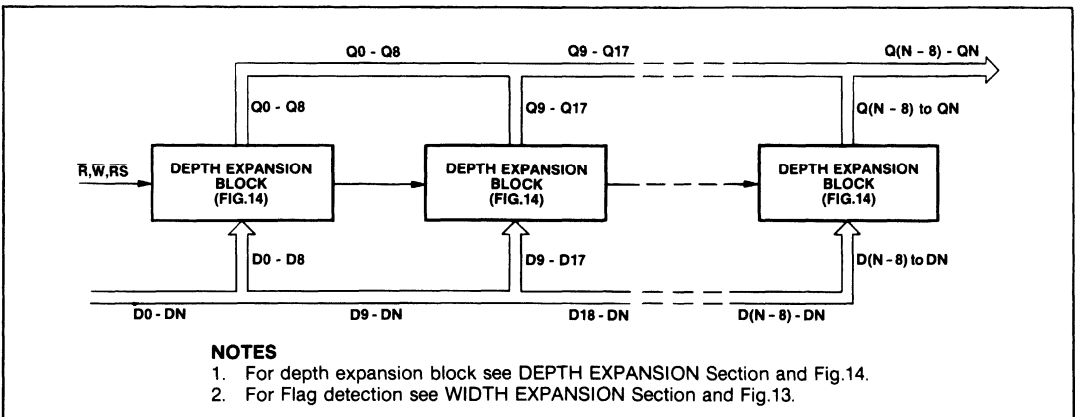 Q0 - Q8
Q9 - Q17
Q(N - 8) - QN
Q0 - Q8
Q9 - Q17
Q(N - 8) to QN
R̅,W̅,R̅S̅
DEPTH EXPANSION
BLOCK
(FIG.14)
DEPTH EXPANSION
BLOCK
(FIG.14)
DEPTH EXPANSION
BLOCK
(FIG.14)
D0 - D8
D9 - D17
D(N - 8) to DN
D0 - DN
D9 - DN
D18 - DN
D(N - 8) - DN
NOTES
1. For depth expansion block see DEPTH EXPANSION Section and Fig.14.
2. For Flag detection see WIDTH EXPANSION Section and Fig.13.